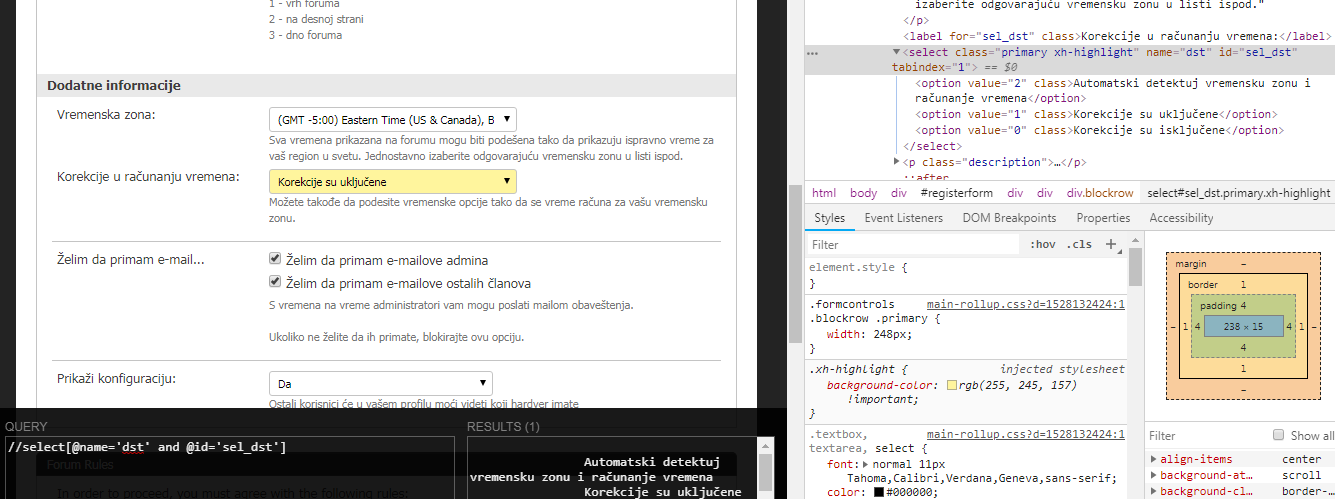 1 - vrh foruma
2 - na desnoj strani
3 - dno foruma
Dodatne informacije
Vremenska zona:
(GMT -5:00) Eastern Time (US & Canada), B
Sva vremena prikazana na forumu mogu biti podešena tako da prikazuju ispravno vreme za
vaš region u svetu. Jednostavno izaberite odgovarajuću vremensku zonu u listi ispod.
Korekcije u računanju vremena:
Korekcije su uključene
Možete takođe da podesite vremenske opcije tako da se vreme računa za vašu vremensku
zonu.
Želim da primam e-mail...
Želim da primam e-mailove admina
Želim da primam e-mailove ostalih članova
S vremena na vreme administratori vam mogu poslati mailom obaveštenja.
Ukoliko ne želite da ih primate, blokirajte ovu opciju.
Prikaži konfiguraciju:
Da
Ostali korisnici će u vašem profilu moći videti koji hardver imate
QUERY
//select[@name='dst' and @id='sel_dst']
Forum Rules
In order to proceed, you must agree with the following rules:
RESULTS (1)
Automatski detektuj
vremensku zonu i računanje vremena
Korekcije su uključene
izaberite odgovarajuću vremensku zonu u listi ispod."
</p>
<label for="sel_dst" class>Korekcije u računanju vremena:</label>
… ▼<select class="primary xh-highlight" name="dst" id="sel_dst"
tabindex="1"> == $0
<option value="2" class>Automatski detektuj vremensku zonu i
računanje vremena</option>
<option value="1" class>Korekcije su uključene</option>
<option value="0" class>Korekcije su isključene</option>
</select>
▶<p class="description">…</p>
::after
html body div #registerform div div div.blockrow select#sel_dst.primary.xh-highlight
Styles Event Listeners DOM Breakpoints Properties Accessibility
Filter :hov .cls +
element.style {
}
.formcontrols main-rollup.css?d=1528132424:1
.blockrow .primary {
width: 248px;
}
.xh-highlight { injected stylesheet
background-color: rgb(255, 245, 157)
!important;
}
.textbox, main-rollup.css?d=1528132424:1
textarea, select {
font:▶ normal 11px
Tahoma,Calibri,Verdana,Geneva,sans-serif;
color: #000000;
margin –
border 1
padding 4
– 1 4 238 × 15 4 1 –
4
1
–
Filter Show all
▶ align-items center
▶ background-at… scroll
▶ background-cl… border-…